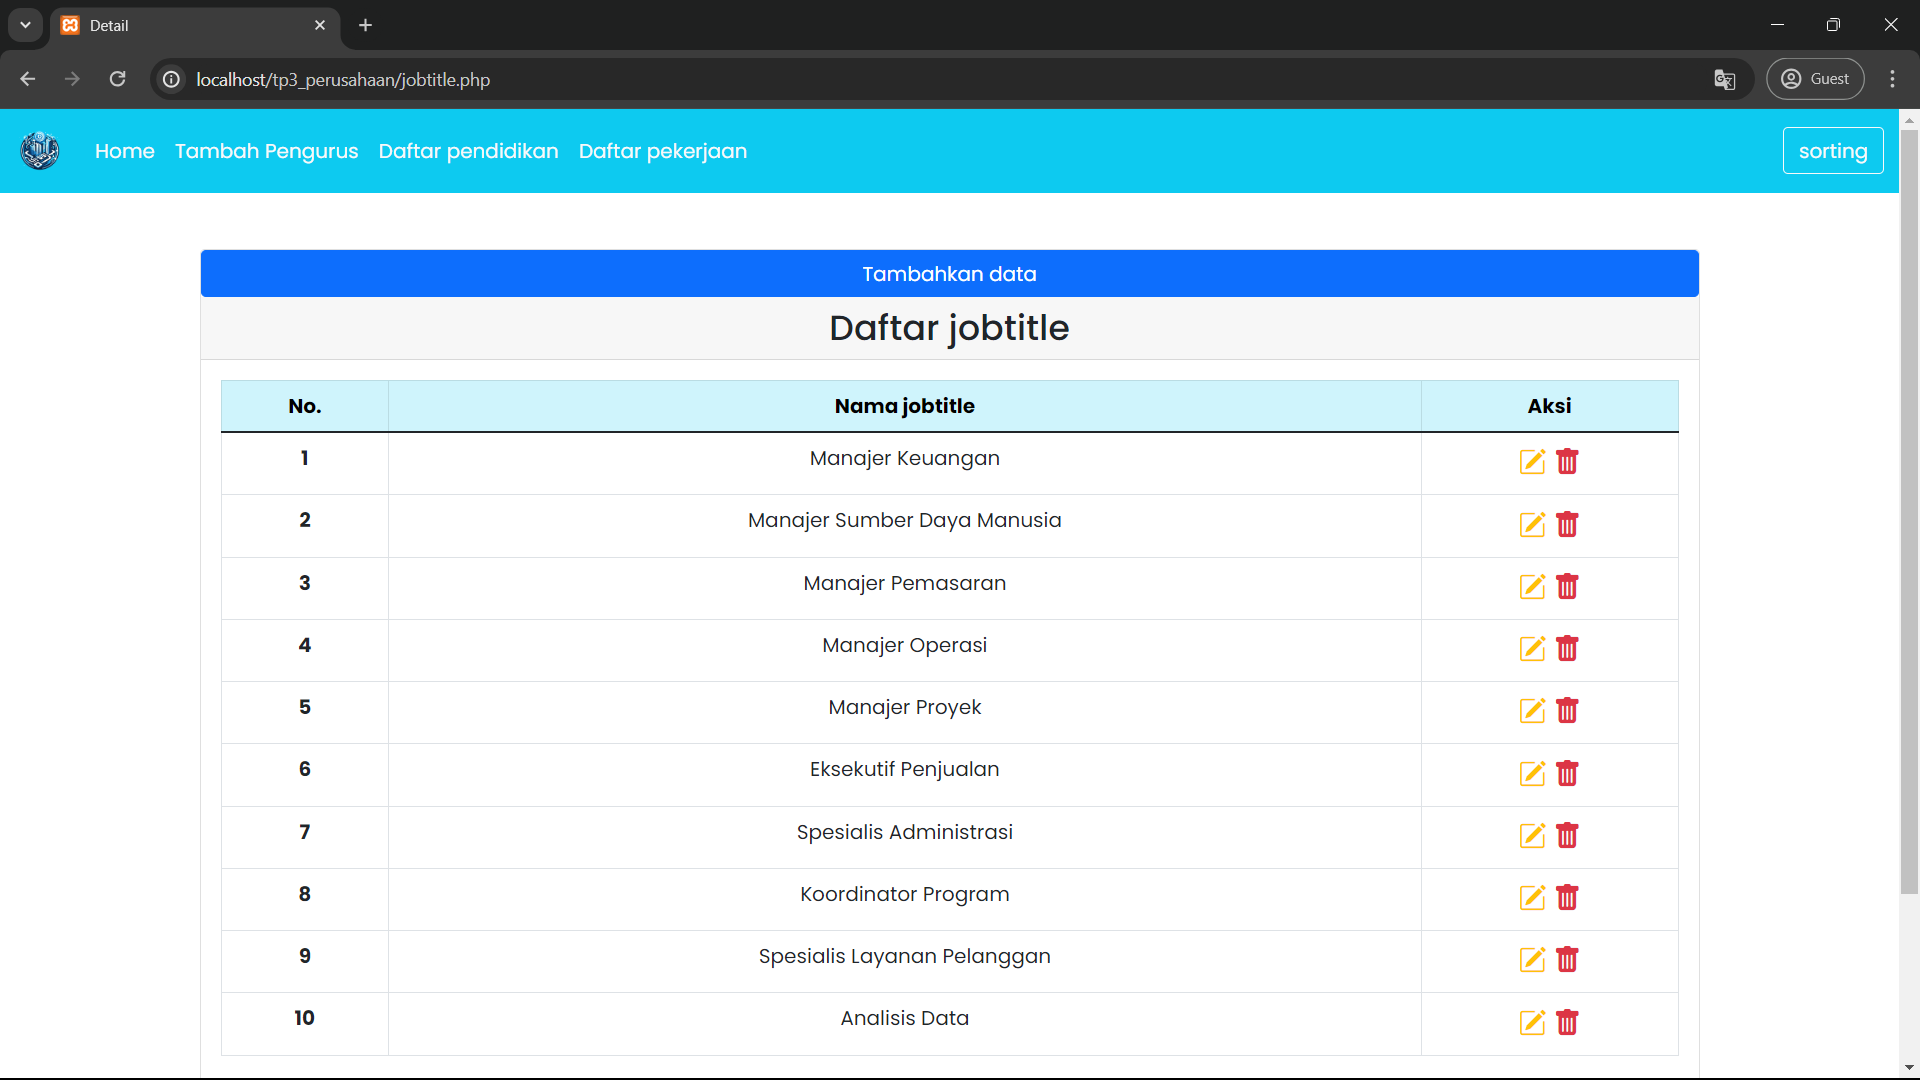 Detail
localhost/tp3_perusahaan/jobtitle.php
Guest
Home Tambah Pengurus Daftar pendidikan Daftar pekerjaan sorting
Tambahkan data
Daftar jobtitle
No. Nama jobtitle Aksi
1 Manajer Keuangan
2 Manajer Sumber Daya Manusia
3 Manajer Pemasaran
4 Manajer Operasi
5 Manajer Proyek
6 Eksekutif Penjualan
7 Spesialis Administrasi
8 Koordinator Program
9 Spesialis Layanan Pelanggan
10 Analisis Data